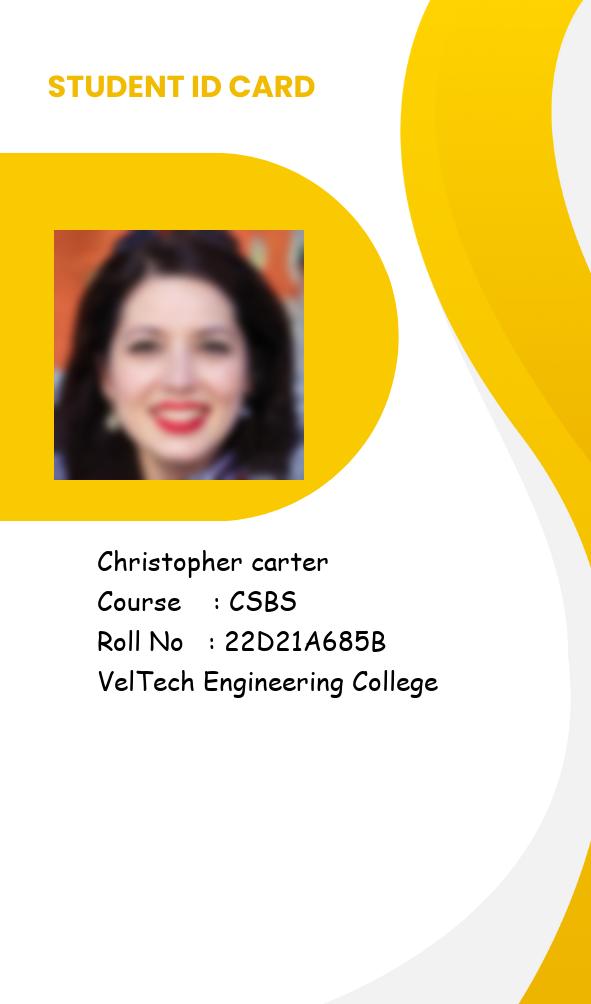 STUDENT ID CARD
Christopher carter
Course : CSBS
Roll No : 22D21A685B
VelTech Engineering College